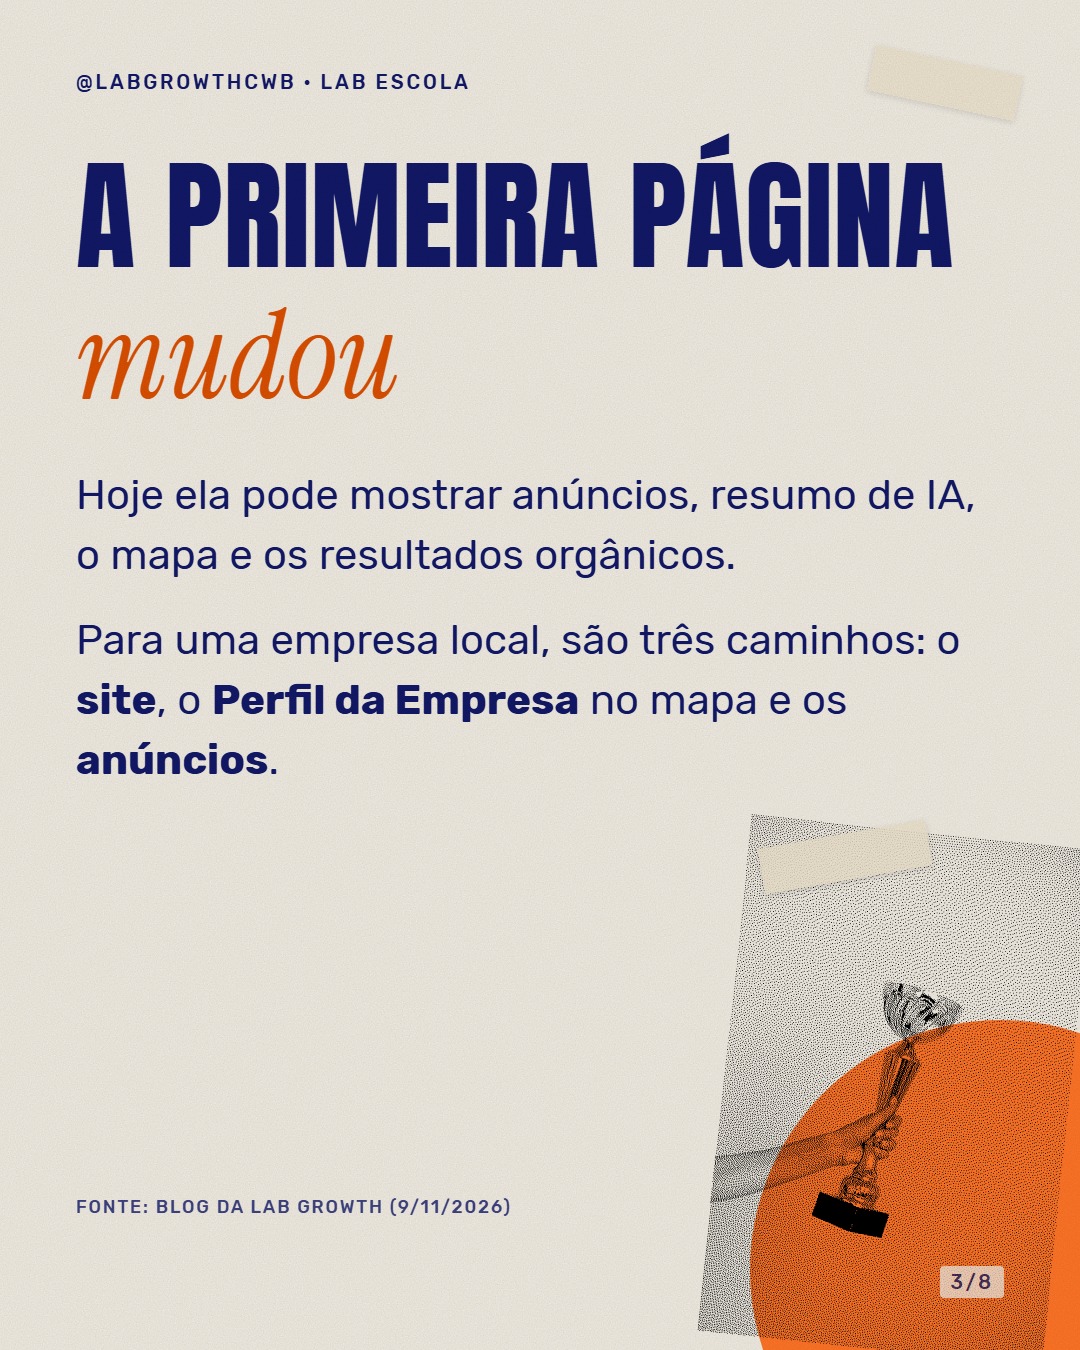 @LABGROWTHCWB • LAB ESCOLA
A PRIMEIRA PÁGINA
mudou
Hoje ela pode mostrar anúncios, resumo de IA,
o mapa e os resultados orgânicos.
Para uma empresa local, são três caminhos: o
site, o Perfil da Empresa no mapa e os
anúncios.
FONTE: BLOG DA LAB GROWTH (9/11/2026)
3/8